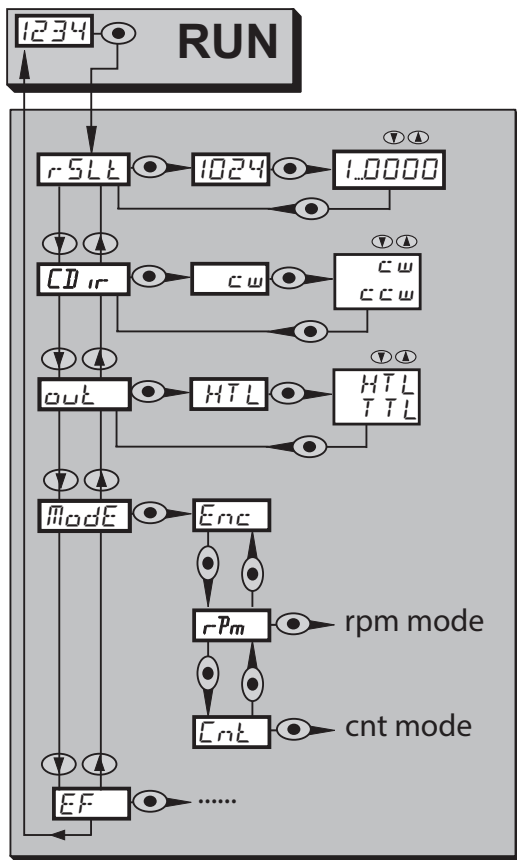 1234
RUN
rSLt
1024
1...0000
CDir
cw
cw
ccw
out
HTL
HTL
TTL
ModE
Enc
rPm
rpm mode
Cnt
cnt mode
EF
......